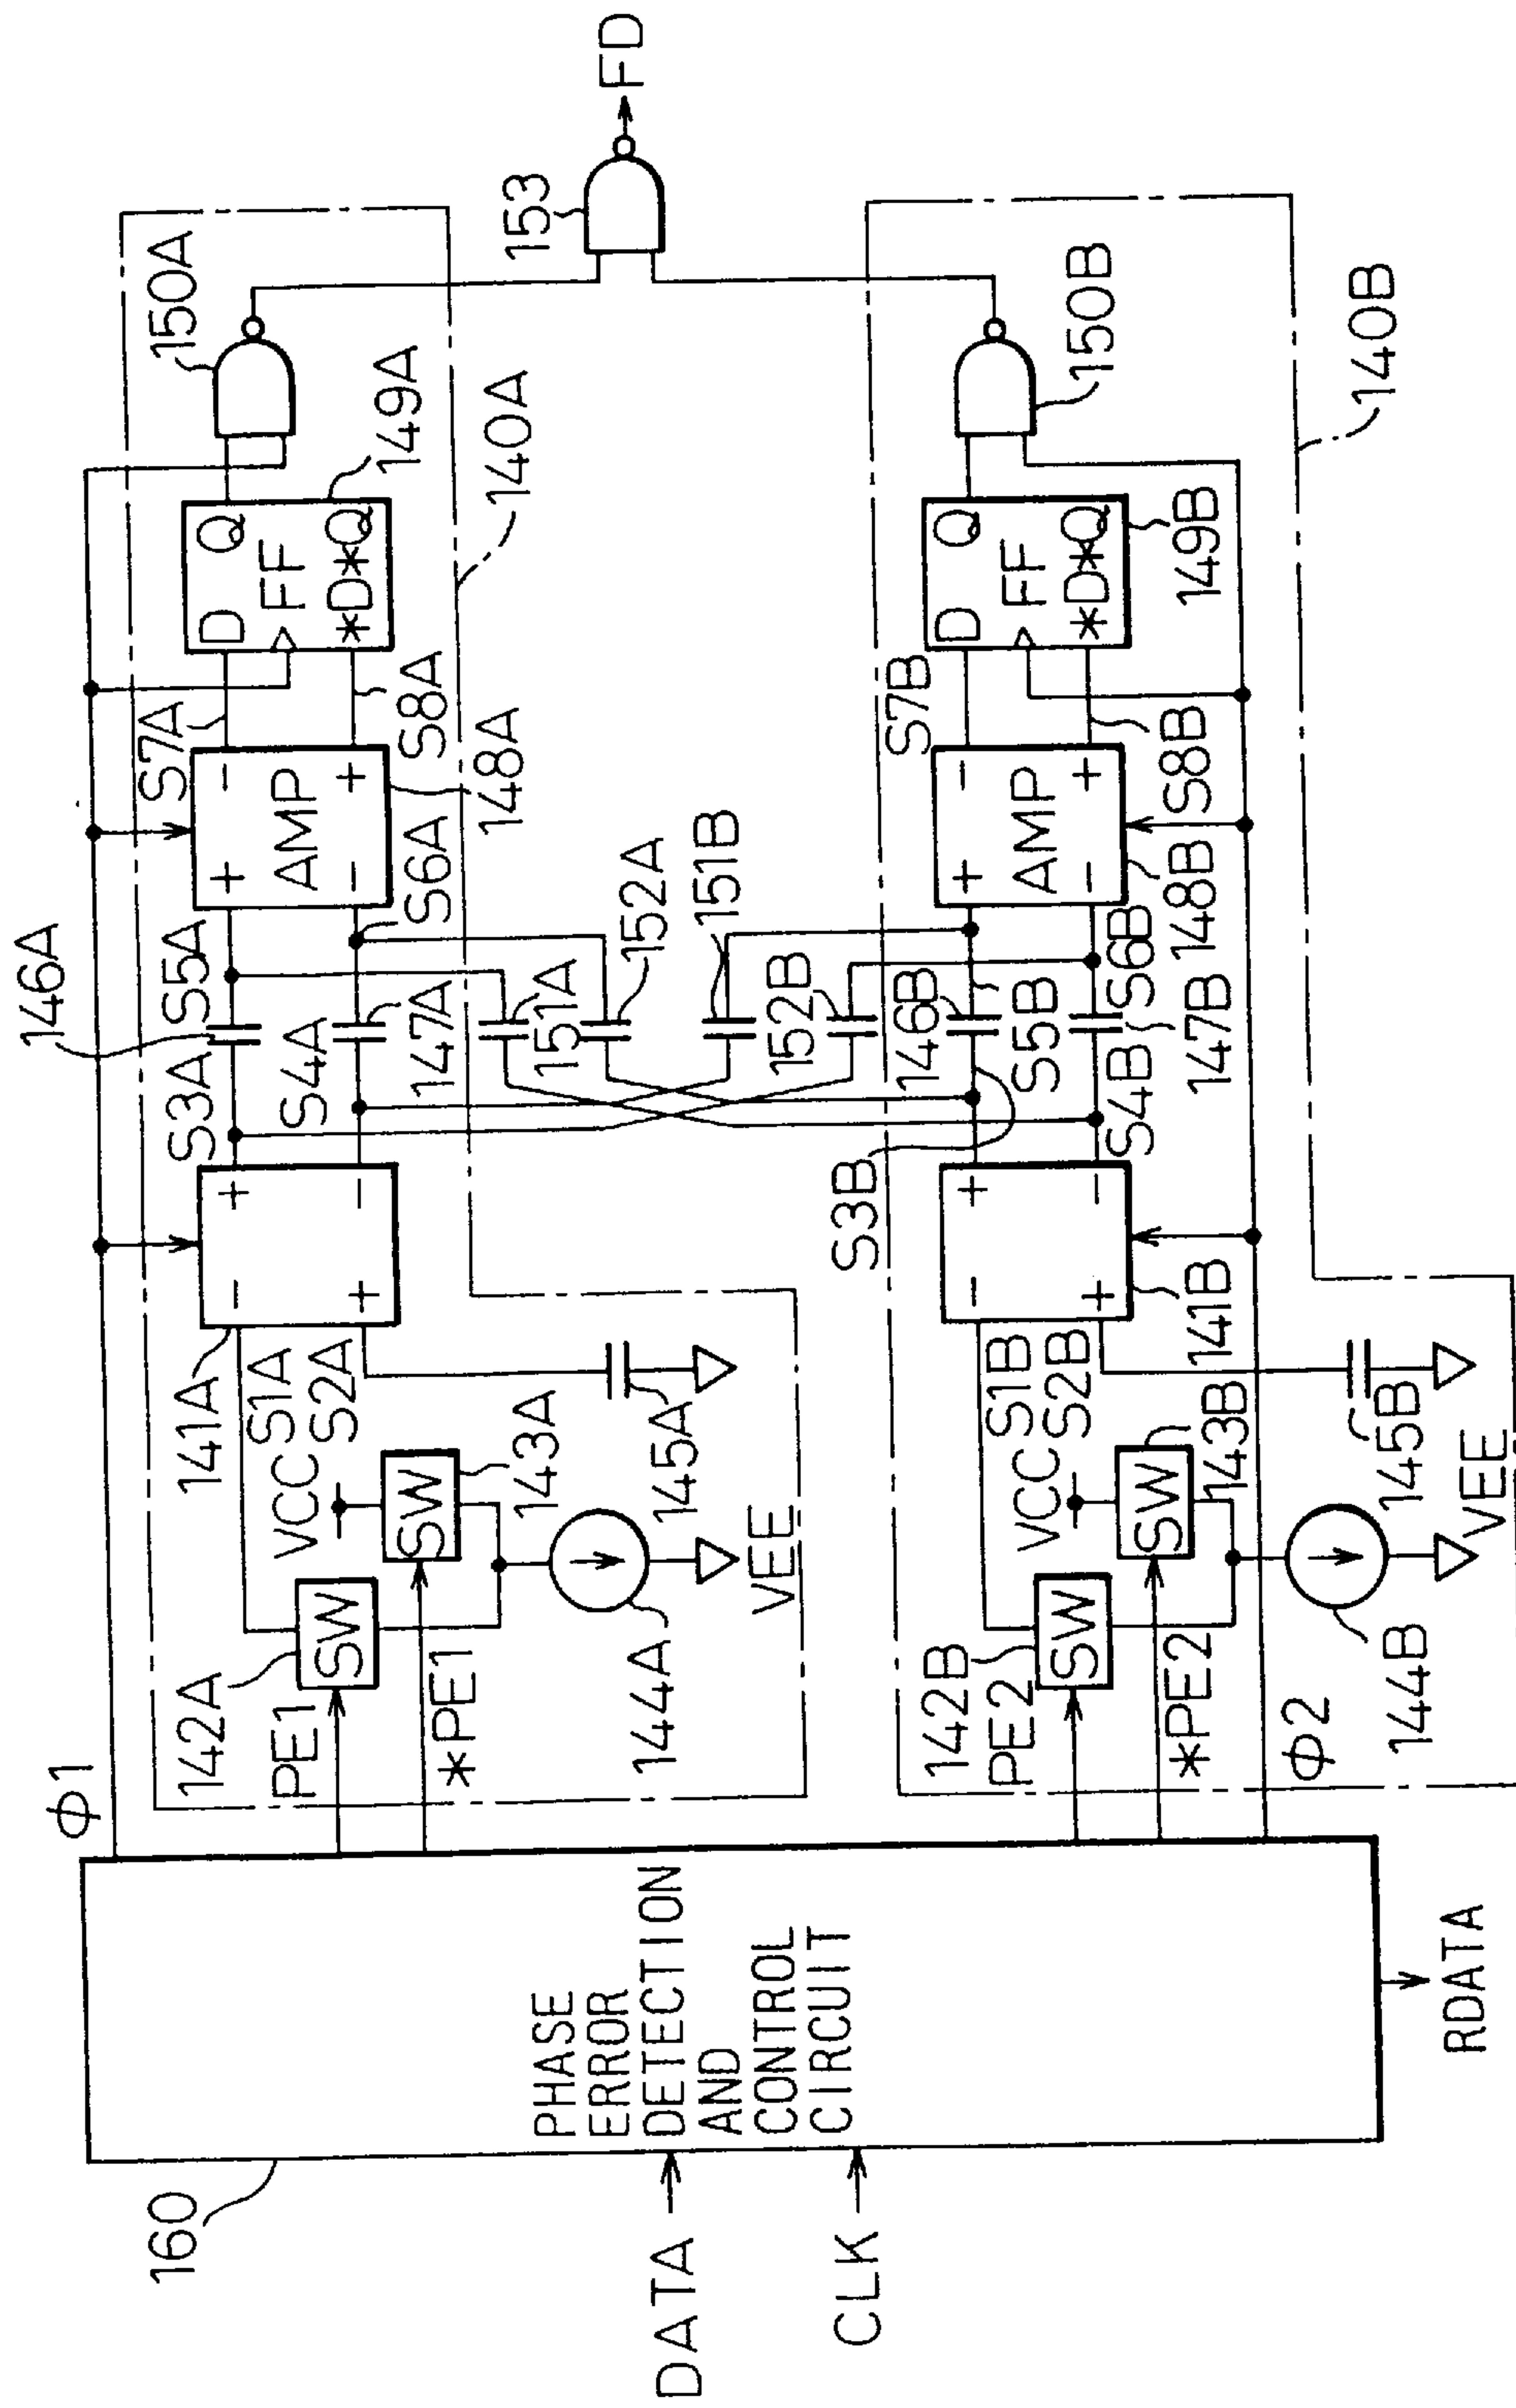 160
DATA
CLK
PHASE
ERROR
DETECTION
AND
CONTROL
CIRCUIT
RDATA
Φ1
142A
PE1
SW
*PE1
VCC
SW
143A
144A
VEE
145A
141A
S1A
S2A
-
+
+
-
S3A
S4A
146A
147A
S5A
S6A
151A
152A
151B
152B
+
-
AMP
-
+
148A
S7A
S8A
D
Q
FF
*D*Q
149A
140A
150A
153
FD
142B
PE2
SW
*PE2
Φ2
VCC
SW
143B
144B
VEE
145B
141B
S1B
S2B
-
+
+
-
S3B
S4B
146B
147B
S5B
S6B
+
-
AMP
-
+
148B
S7B
S8B
D
Q
FF
*D*Q
149B
150B
140B